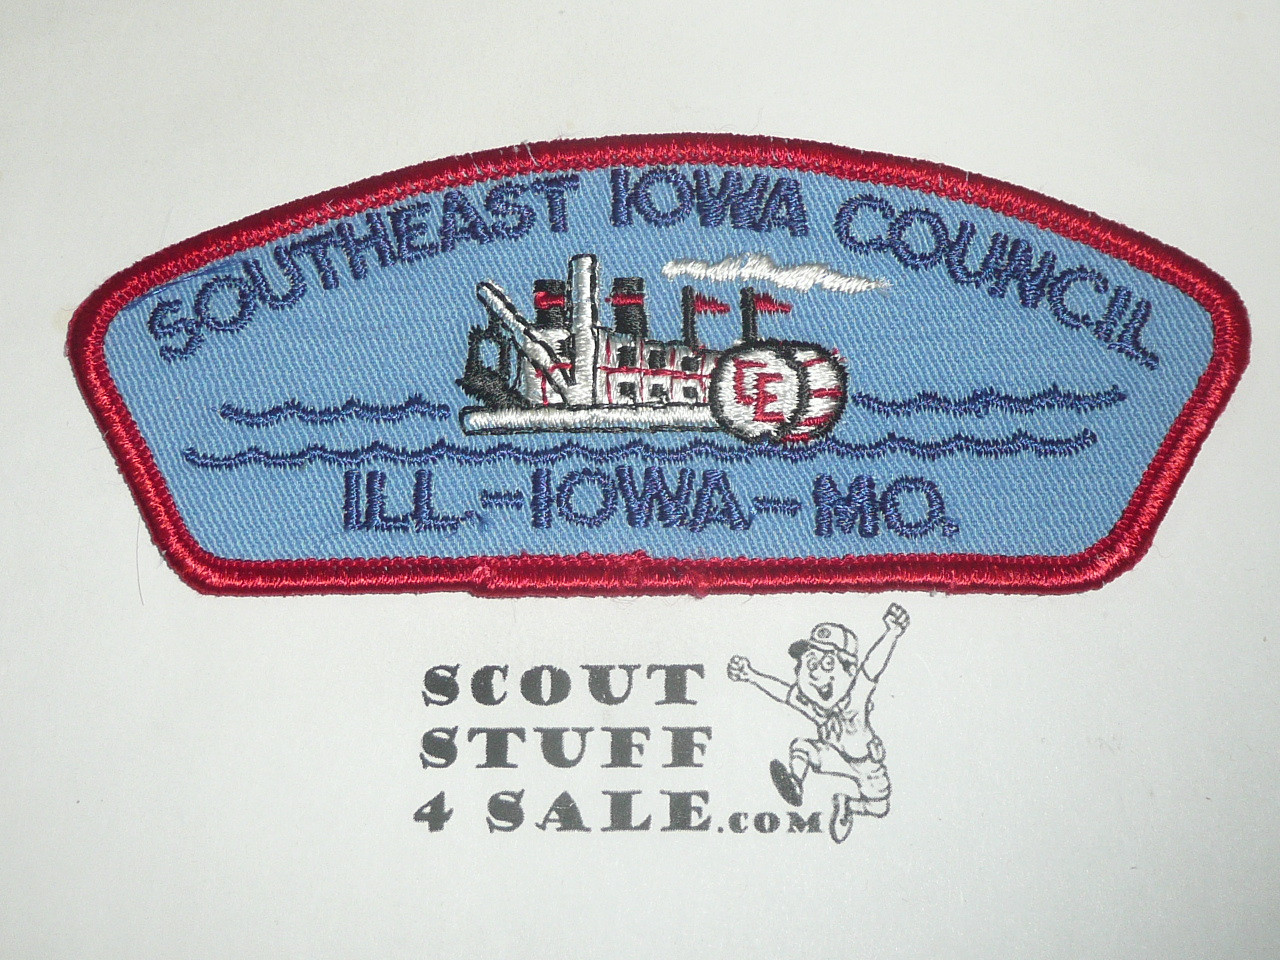 SOUTHEAST IOWA COUNCIL
ILL.-IOWA-MO.
SCOUT
STUFF
4 SALE.COM